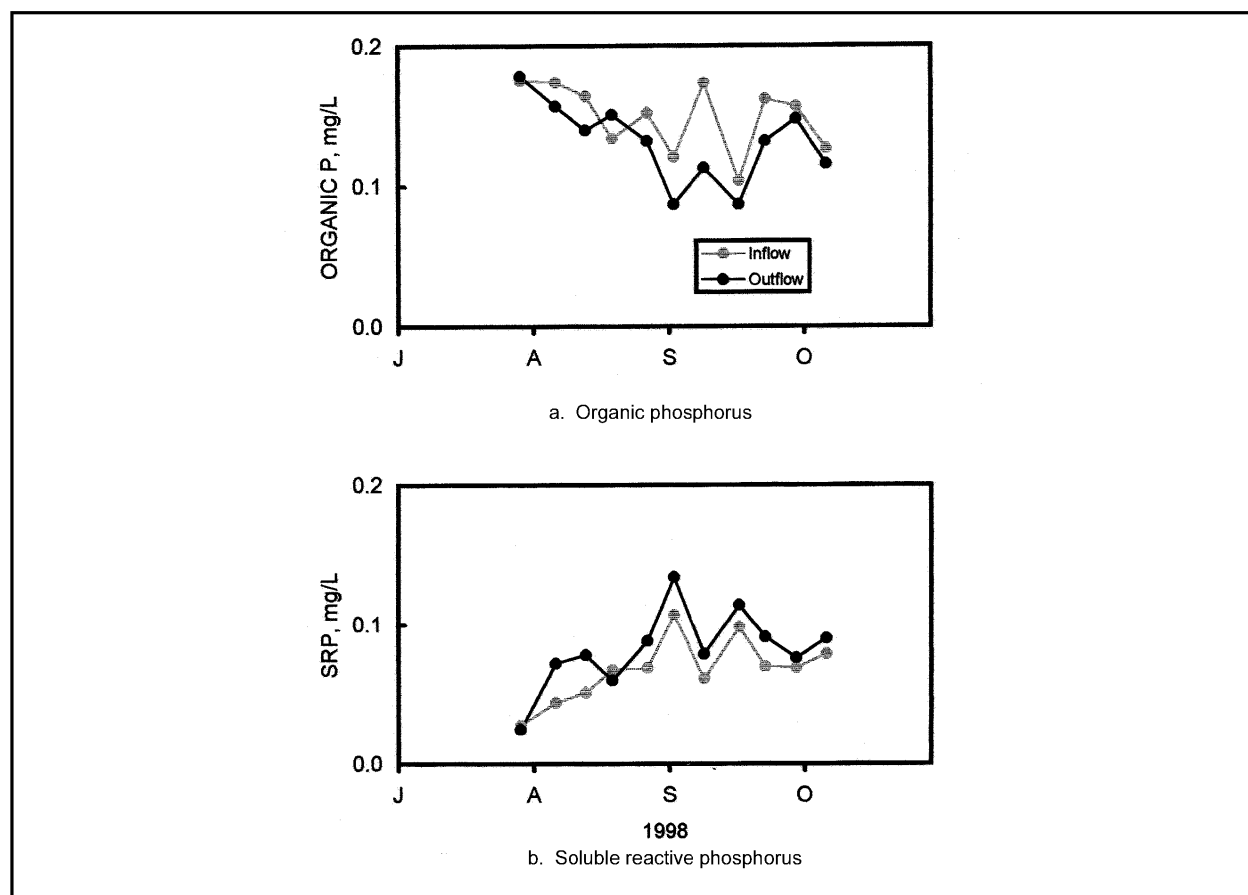 0.2
ORGANIC P, mg/L
0.1
Inflow
Outflow
0.0
J A S O
a. Organic phosphorus
0.2
SRP, mg/L
0.1
0.0
J A S O
1998
b. Soluble reactive phosphorus